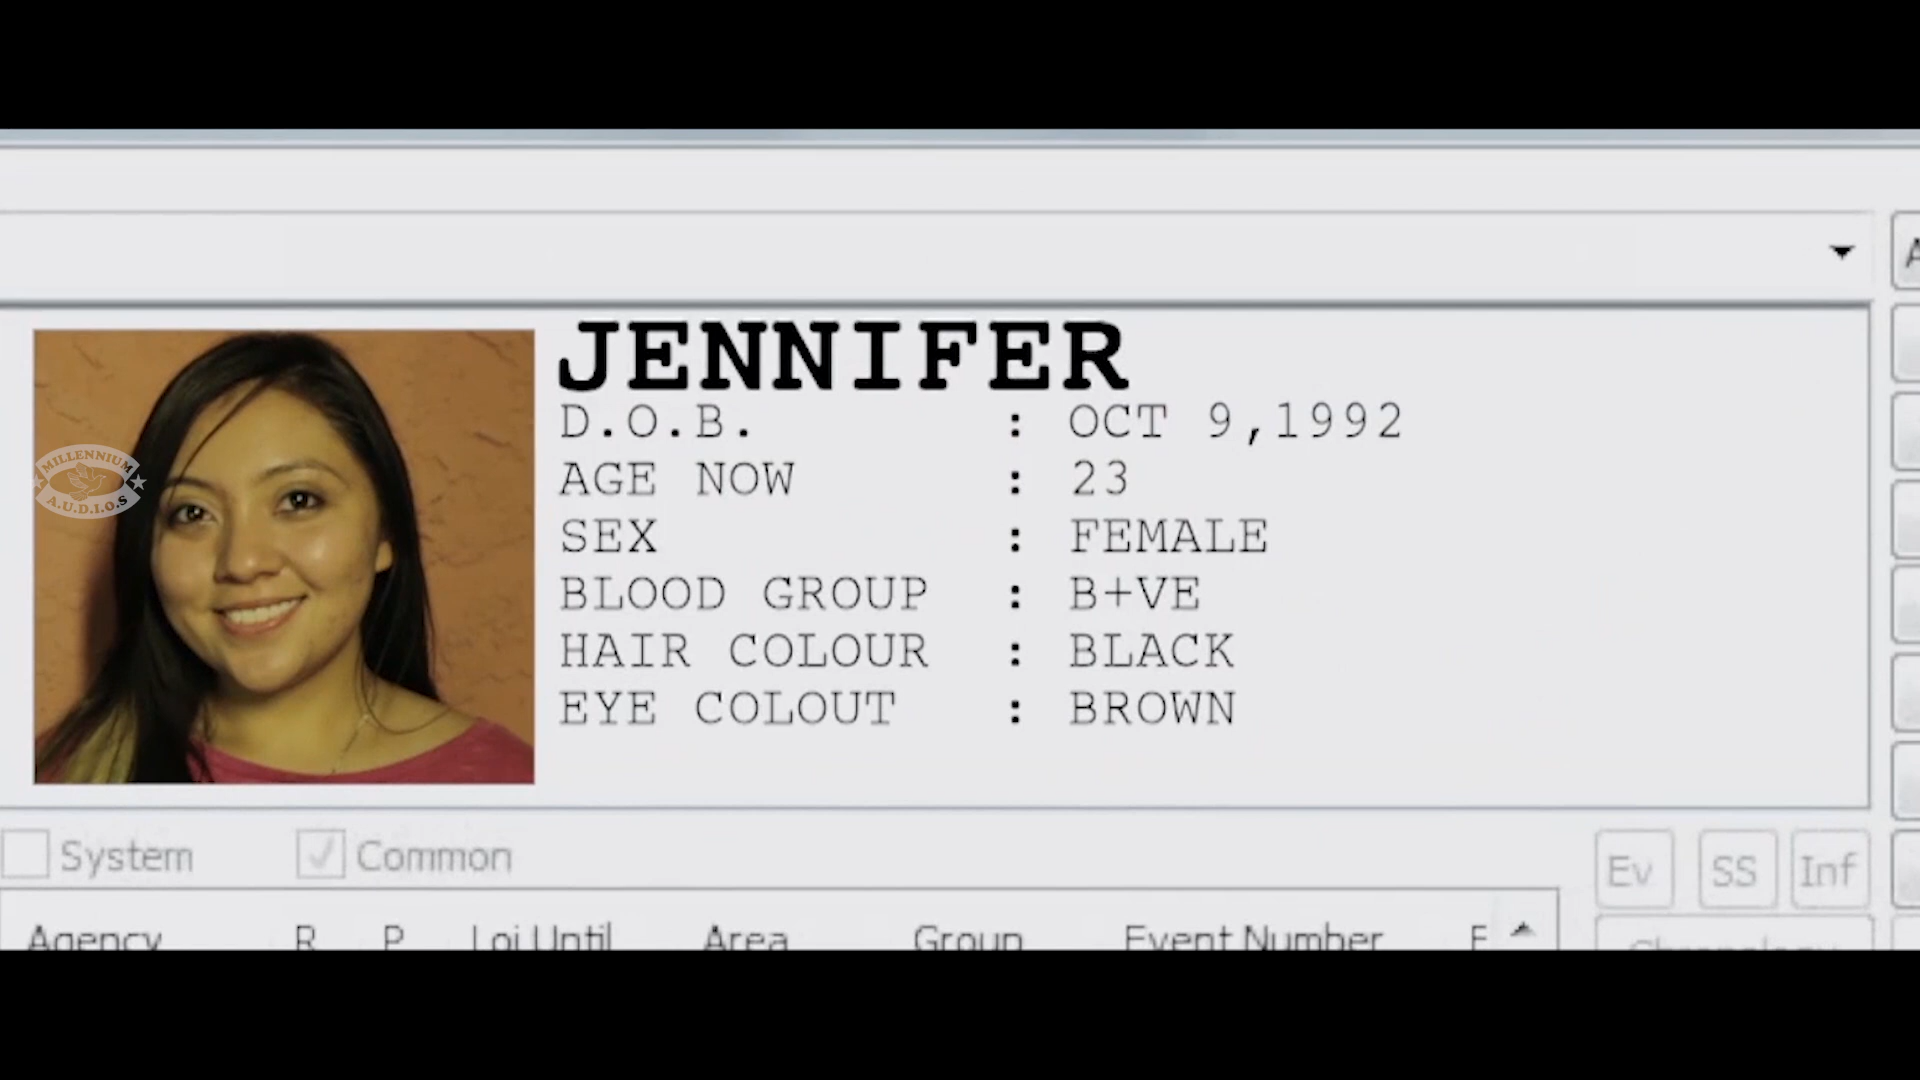 A
JENNIFER
D.O.B. : OCT 9,1992
AGE NOW : 23
SEX : FEMALE
BLOOD GROUP : B+VE
HAIR COLOUR : BLACK
EYE COLOUT : BROWN
MILLENNIUM
A.U.D.I.O.S
System Common
Ev SS Inf
Agency R P Loi Until Area Group Event Number